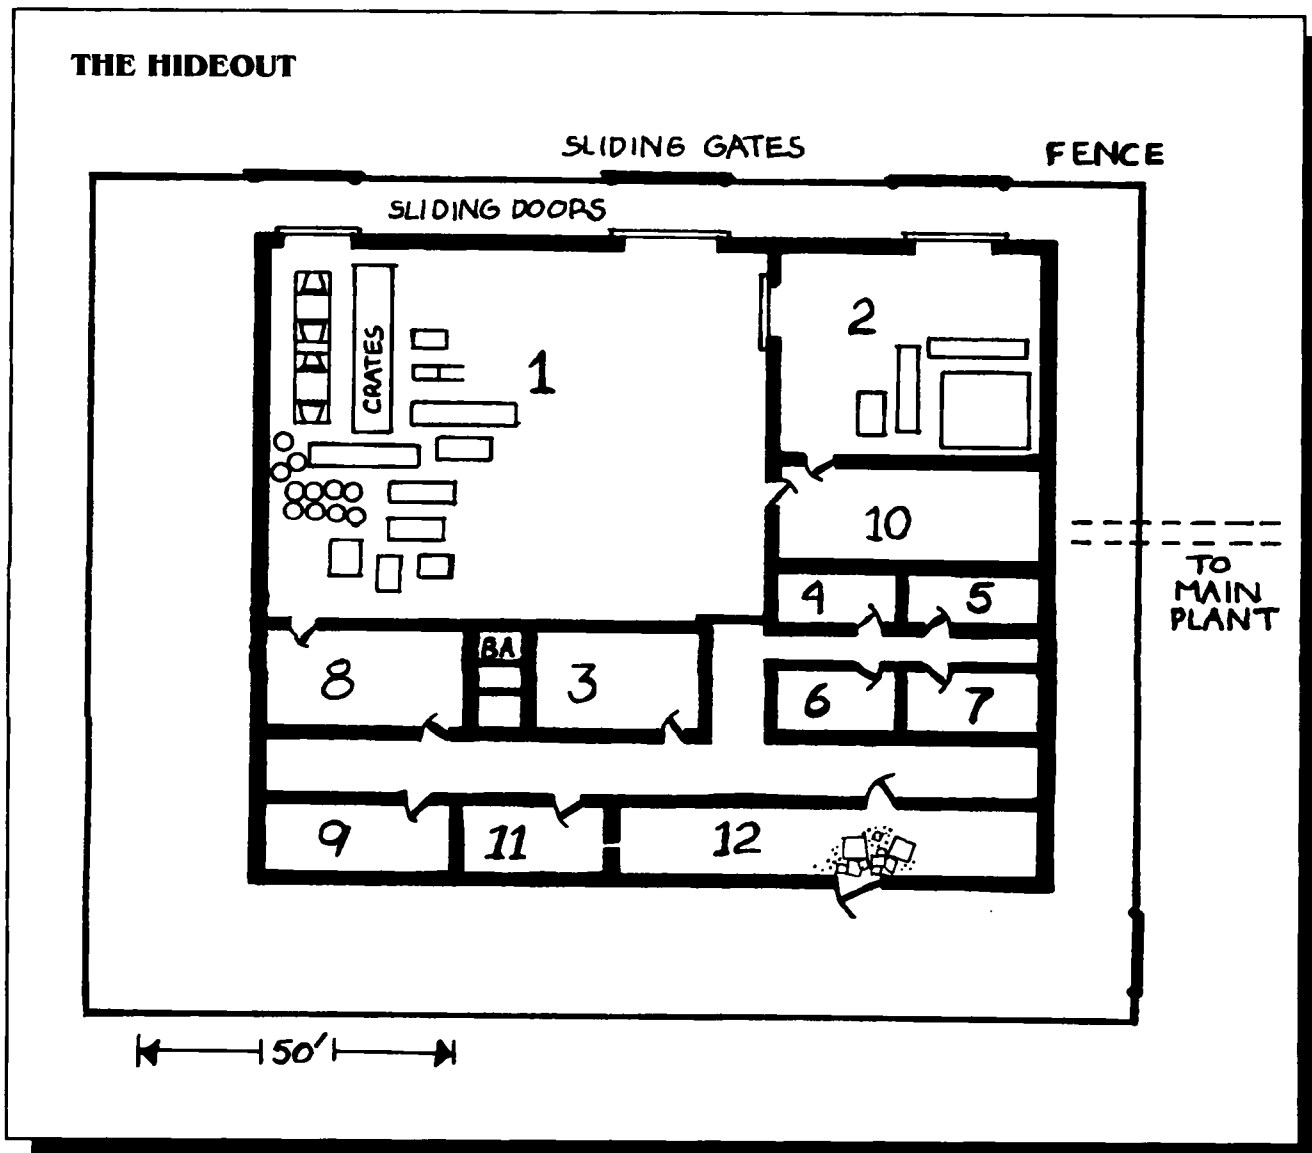 THE HIDEOUT
SLIDING GATES
FENCE
SLIDING DOORS
CRATES
1
2
10
4
5
TO
MAIN
PLANT
8
BA
3
6
7
9
11
12
50'